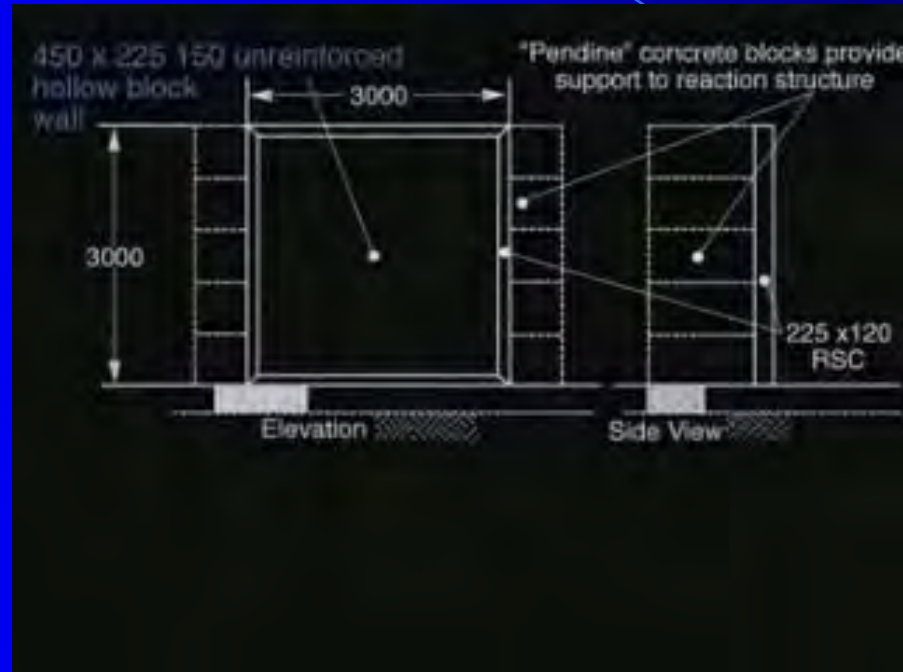 450 x 225 150 unreinforced
hollow block
wall
"Pendine" concrete blocks provide
support to reaction structure
3000
3000
225 x120
RSC
Elevation
Side View